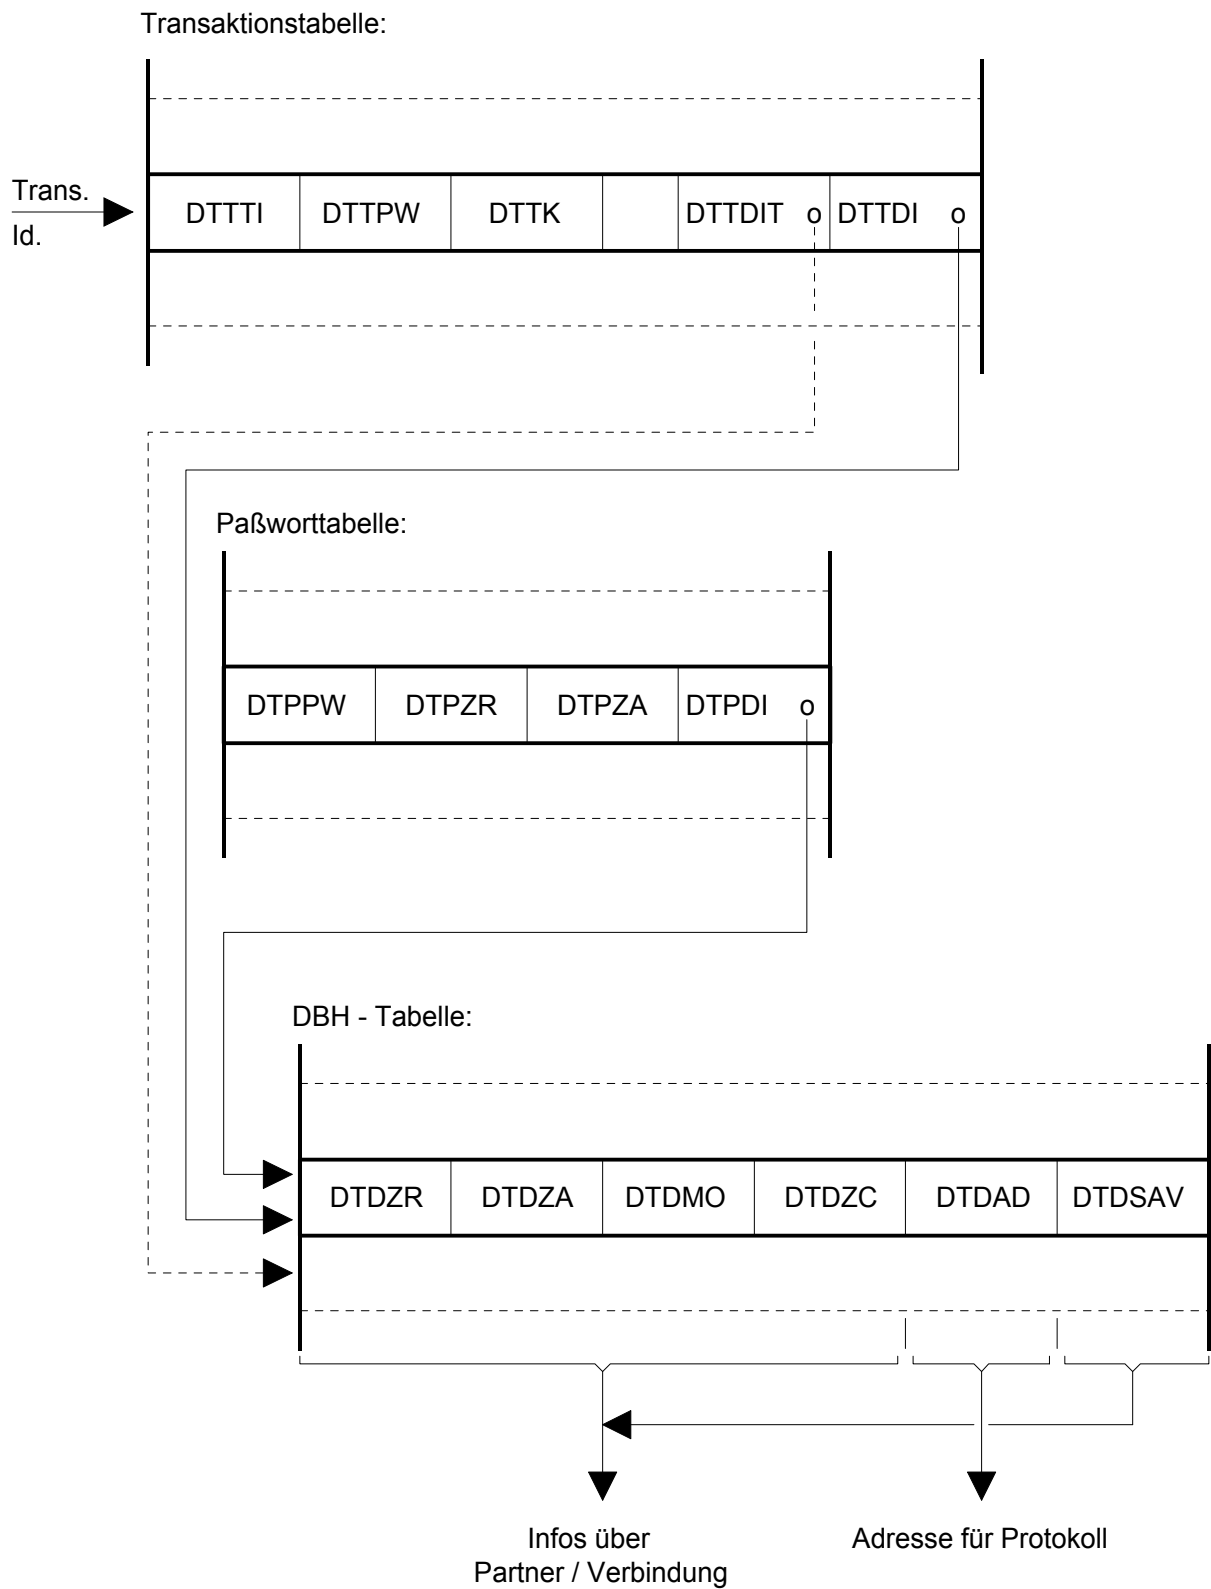 Transaktionstabelle:
Trans.
Id.
DTTTI DTTPW DTTK DTTDIT o DTTDI o
Paßworttabelle:
DTPPW DTPZR DTPZA DTPDI o
DBH - Tabelle:
DTDZR DTDZA DTDMO DTDZC DTDAD DTDSAV
Infos über
Partner / Verbindung
Adresse für Protokoll